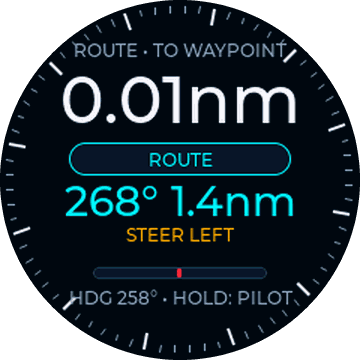 ROUTE • TO WAYPOINT
0.01nm
ROUTE
268° 1.4nm
STEER LEFT
HDG 258° • HOLD: PILOT